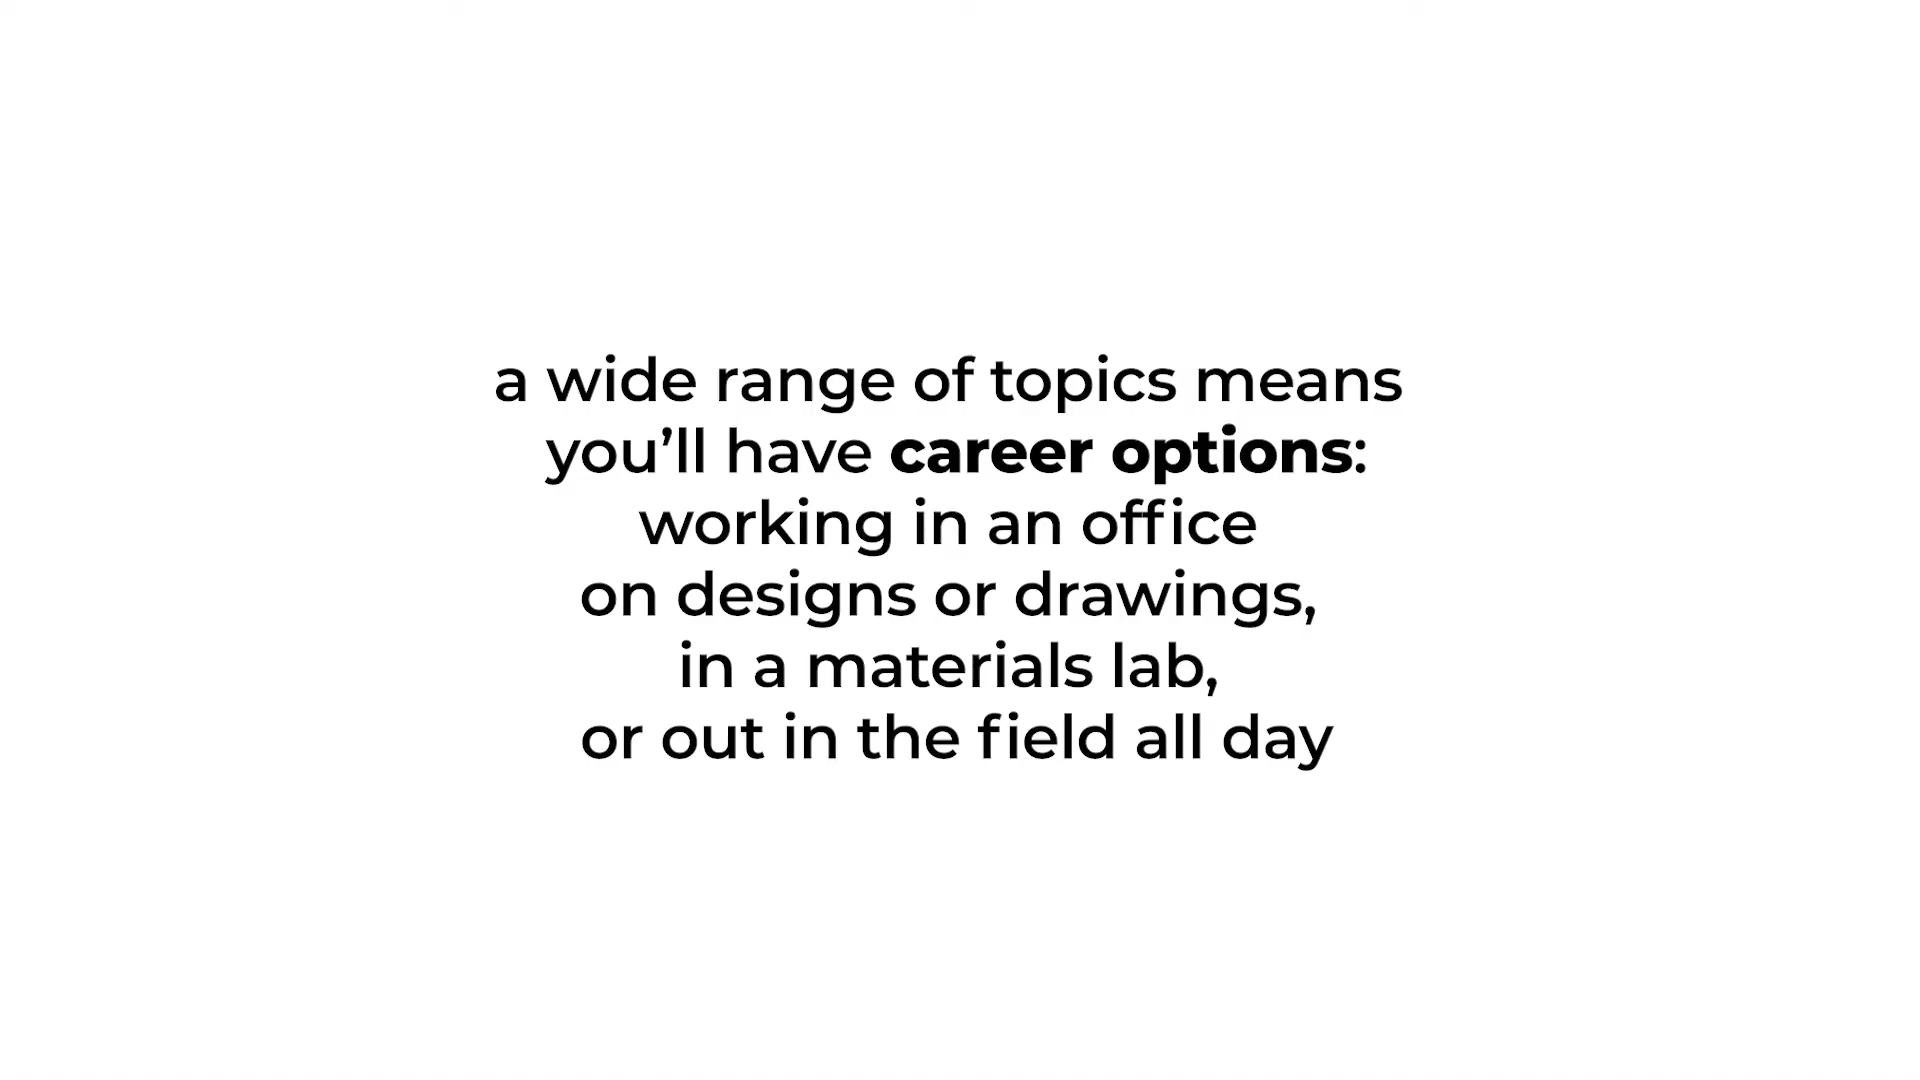 a wide range of topics means
you’ll have career options:
working in an office
on designs or drawings,
in a materials lab,
or out in the field all day